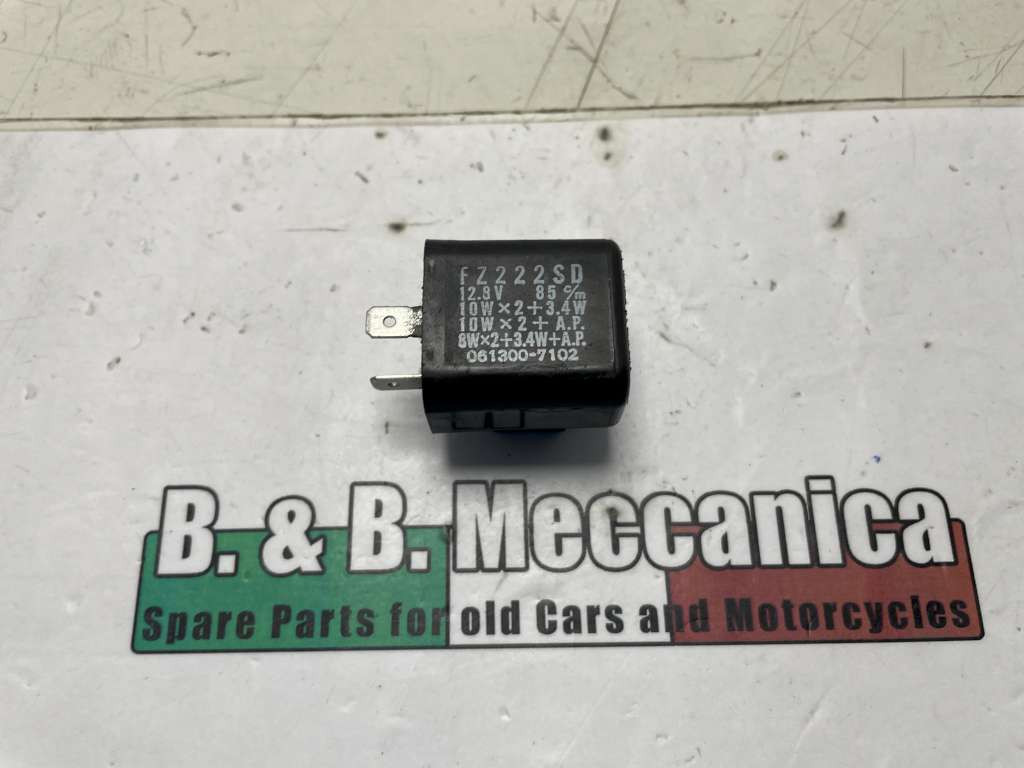 FZ222SD
12.8V 85 c/m
10W×2+3.4W
10W×2+A.P.
8W×2+3.4W+A.P.
061300-7102
B. & B. Meccanica
Spare Parts for old Cars and Motorcycles